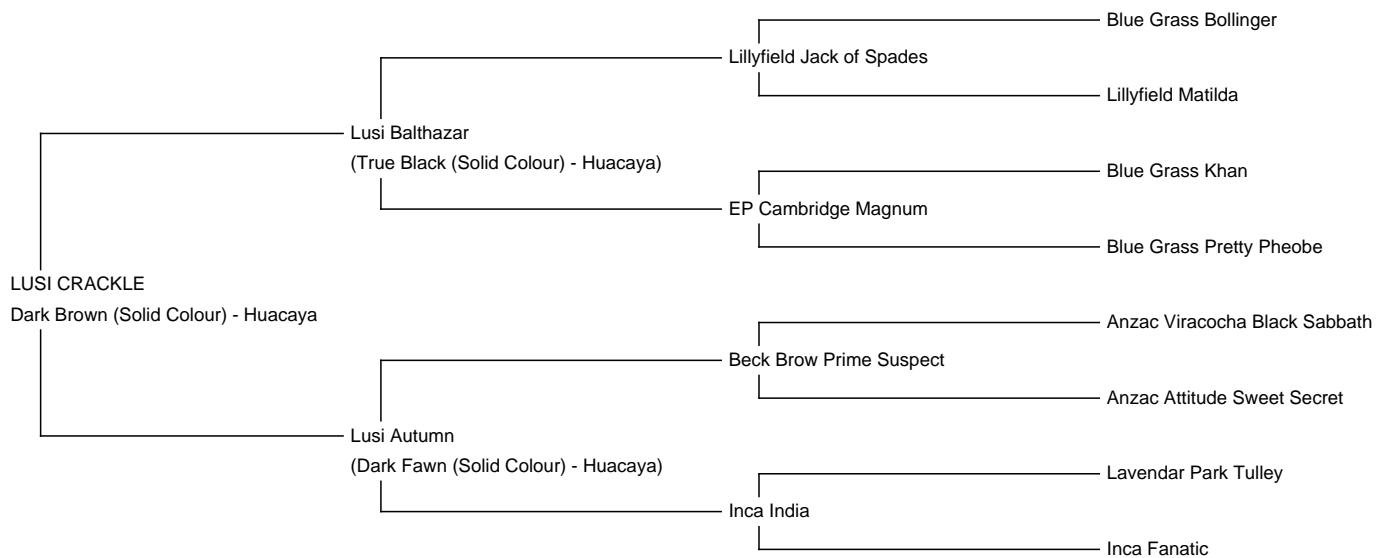 Blue Grass Bollinger
Lillyfield Jack of Spades
Lillyfield Matilda
Lusi Balthazar
(True Black (Solid Colour) - Huacaya)
Blue Grass Khan
EP Cambridge Magnum
Blue Grass Pretty Pheobe
LUSI CRACKLE
Dark Brown (Solid Colour) - Huacaya
Anzac Viracocha Black Sabbath
Beck Brow Prime Suspect
Anzac Attitude Sweet Secret
Lusi Autumn
(Dark Fawn (Solid Colour) - Huacaya)
Lavendar Park Tulley
Inca India
Inca Fanatic